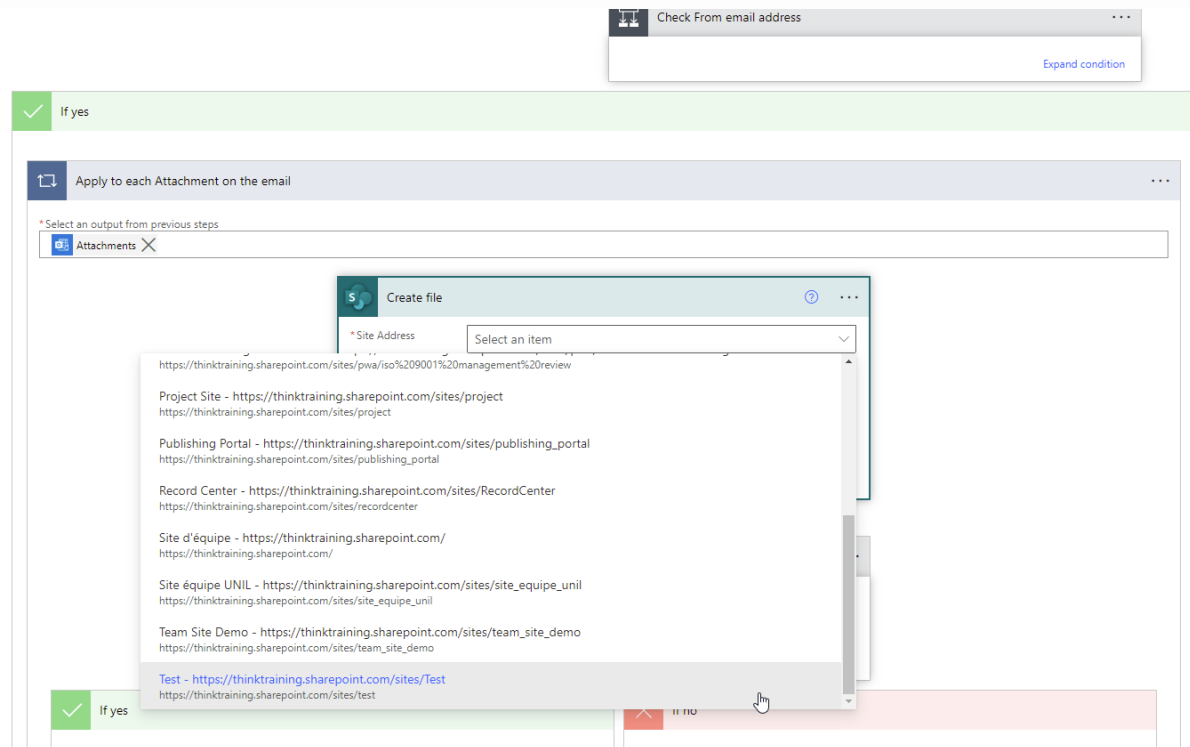 Check From email address
Expand condition
If yes
Apply to each Attachment on the email
*Select an output from previous steps
Attachments
Create file
*Site Address
Select an item
https://thinktraining.sharepoint.com/sites/pwa/iso%209001%20management%20review
Project Site - https://thinktraining.sharepoint.com/sites/project
https://thinktraining.sharepoint.com/sites/project
Publishing Portal - https://thinktraining.sharepoint.com/sites/publishing_portal
https://thinktraining.sharepoint.com/sites/publishing_portal
Record Center - https://thinktraining.sharepoint.com/sites/RecordCenter
https://thinktraining.sharepoint.com/sites/recordcenter
Site d'équipe - https://thinktraining.sharepoint.com/
https://thinktraining.sharepoint.com/
Site équipe UNIL - https://thinktraining.sharepoint.com/sites/site_equipe_unil
https://thinktraining.sharepoint.com/sites/site_equipe_unil
Team Site Demo - https://thinktraining.sharepoint.com/sites/team_site_demo
https://thinktraining.sharepoint.com/sites/team_site_demo
Test - https://thinktraining.sharepoint.com/sites/Test
https://thinktraining.sharepoint.com/sites/test
If yes
If no